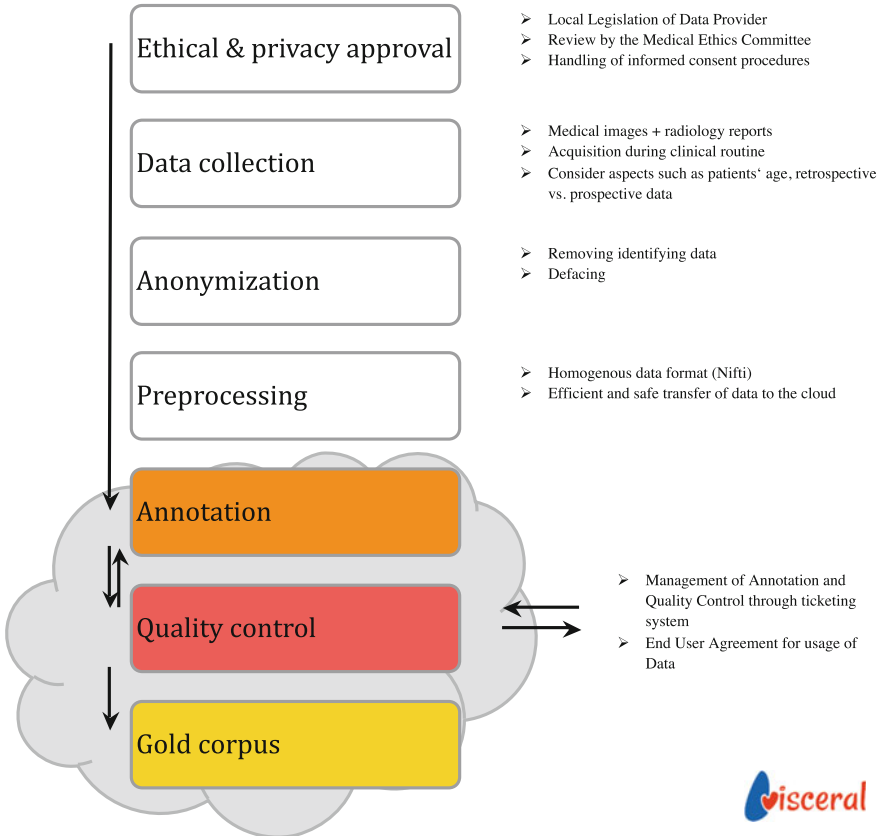 Ethical & privacy approval
➢ Local Legislation of Data Provider
➢ Review by the Medical Ethics Committee
➢ Handling of informed consent procedures
Data collection
➢ Medical images + radiology reports
➢ Acquisition during clinical routine
➢ Consider aspects such as patients‘ age, retrospective
vs. prospective data
Anonymization
➢ Removing identifying data
➢ Defacing
Preprocessing
➢ Homogenous data format (Nifti)
➢ Efficient and safe transfer of data to the cloud
Annotation
Quality control
➢ Management of Annotation and
Quality Control through ticketing
system
➢ End User Agreement for usage of
Data
Gold corpus
visceral